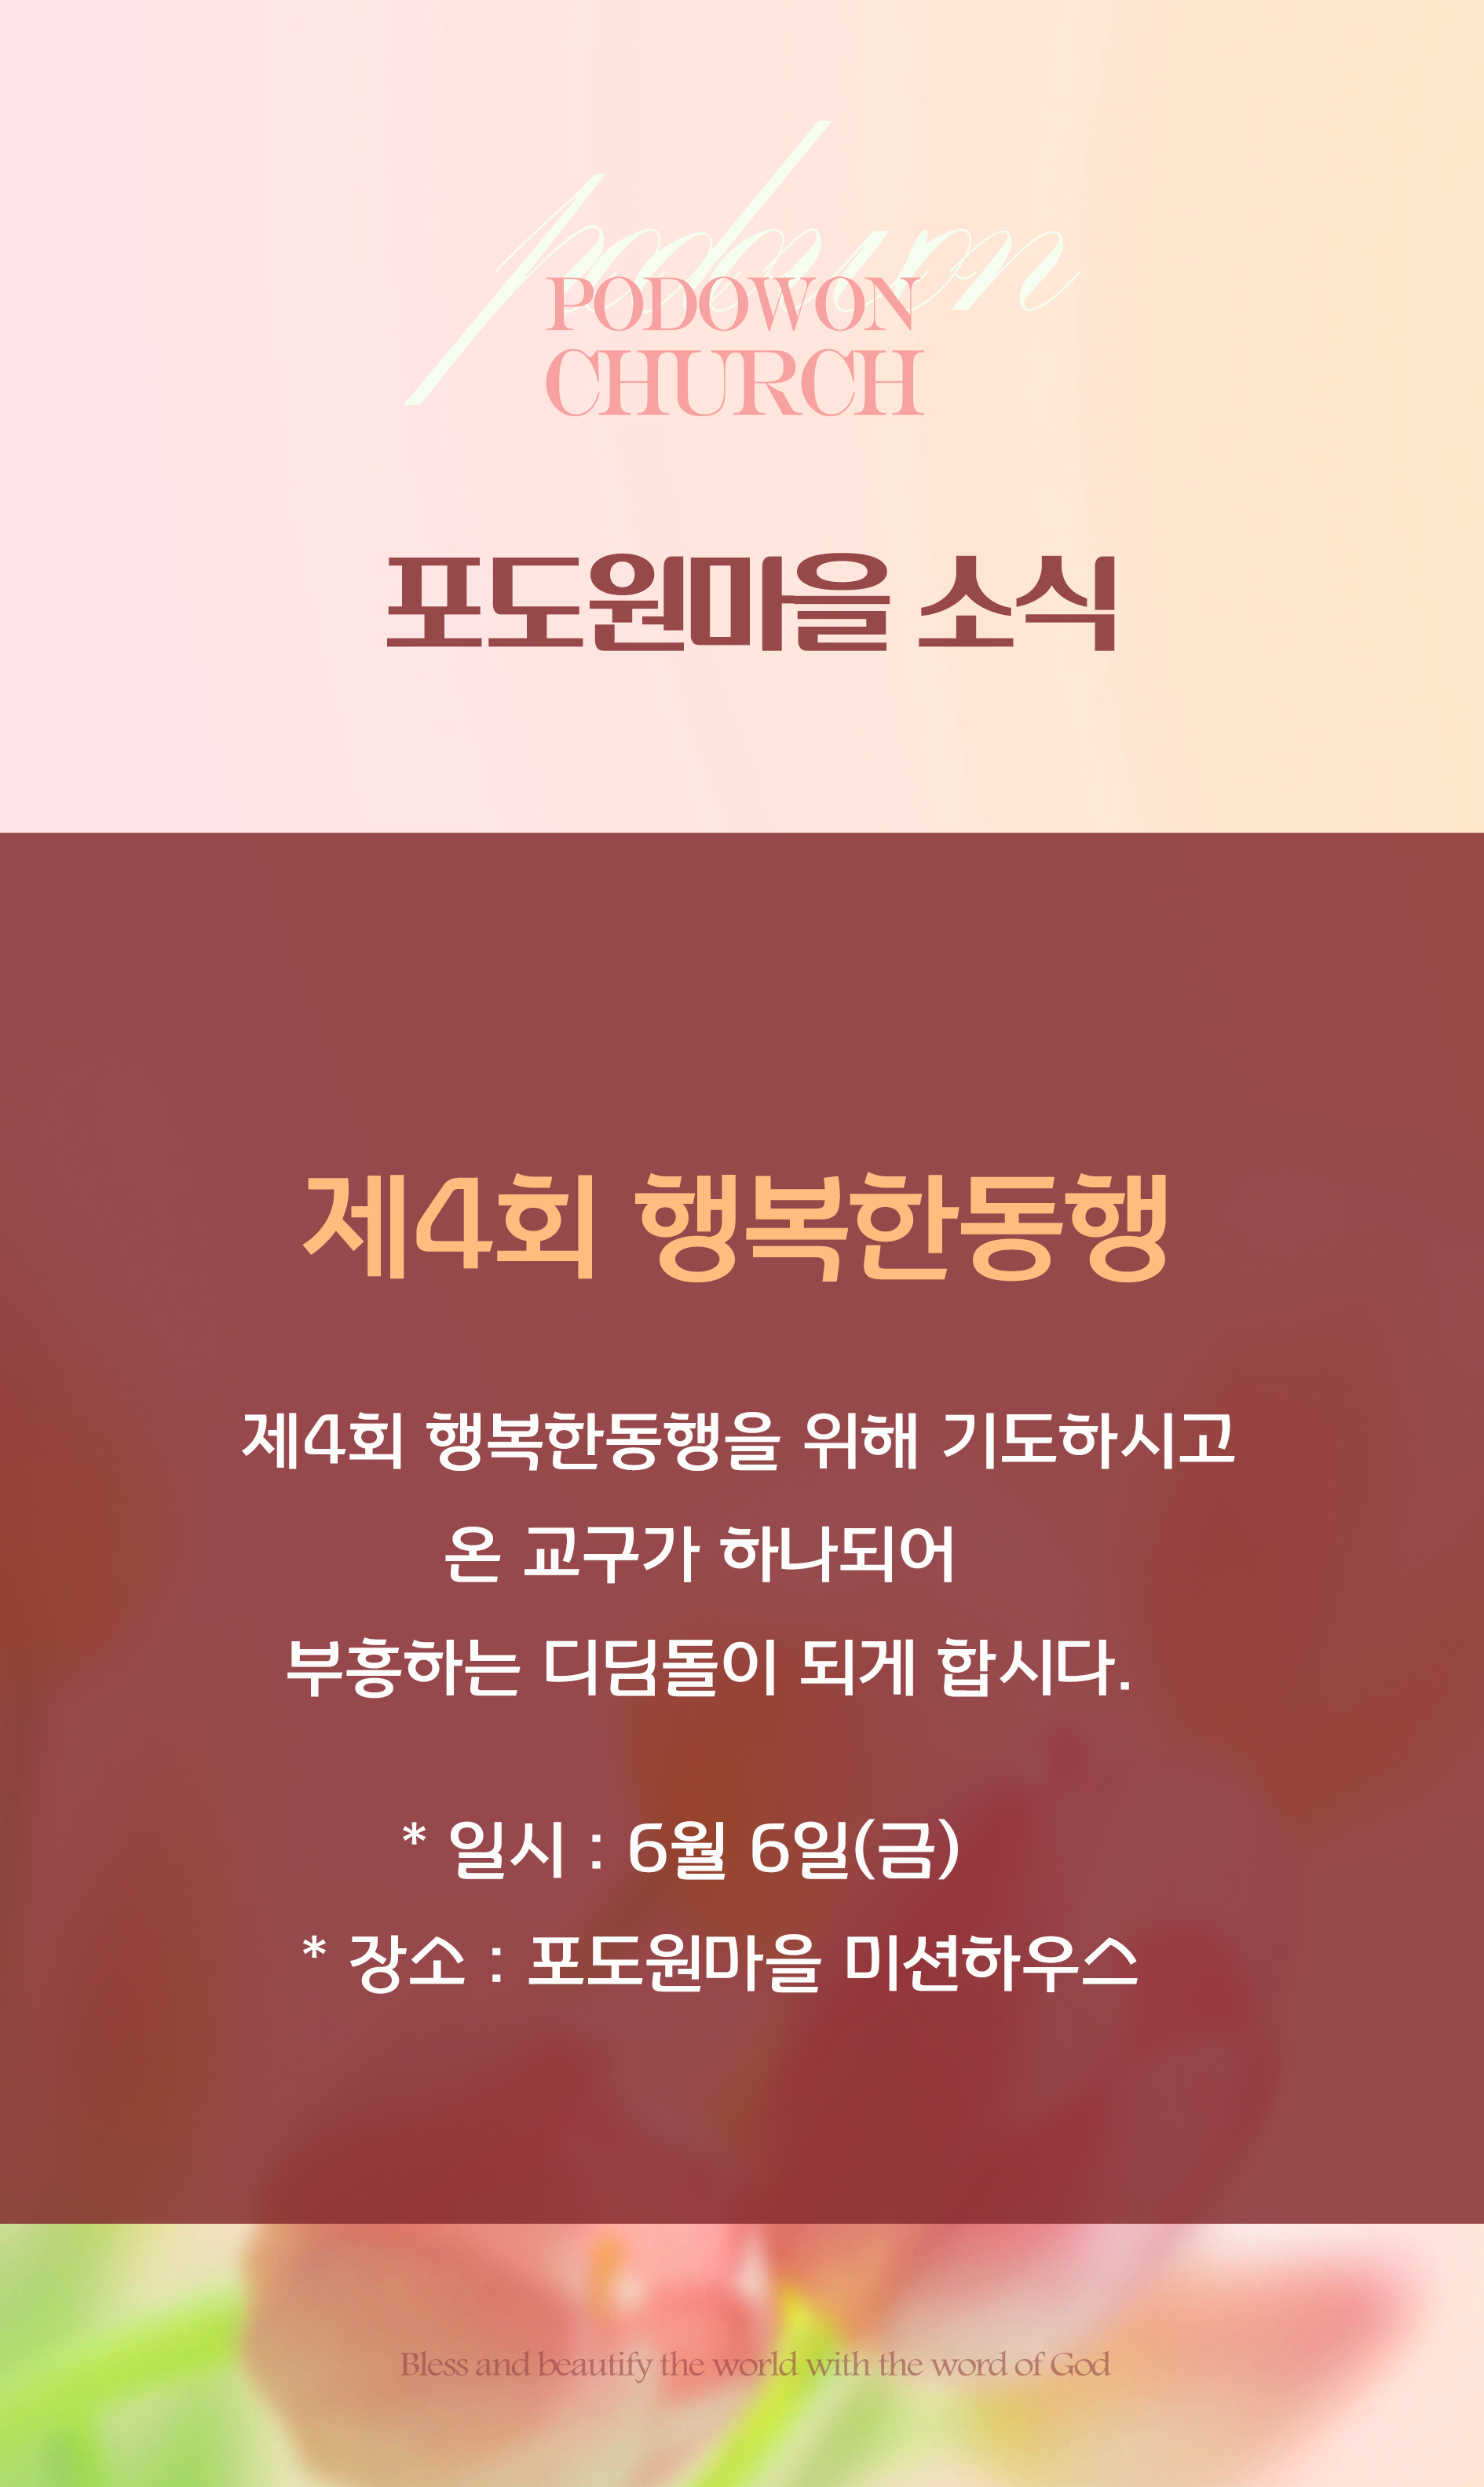 podowon
PODOWON
CHURCH
포도원마을 소식
제4회 행복한동행
제4회 행복한동행을 위해 기도하시고
온 교구가 하나되어
부흥하는 디딤돌이 되게 합시다.
* 일시 : 6월 6일(금)
* 장소 : 포도원마을 미션하우스
Bless and beautify the world with the word of God